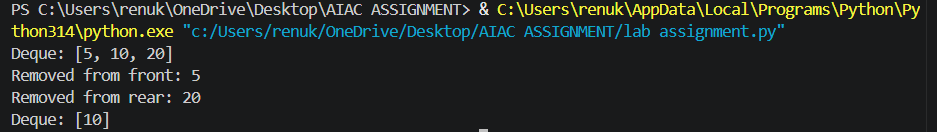 PS C:\Users\renuk\OneDrive\Desktop\AIAC ASSIGNMENT> & C:\Users\renuk\AppData\Local\Programs\Python\Py
thon314\python.exe "c:/Users/renuk/OneDrive/Desktop/AIAC ASSIGNMENT/lab assignment.py"
Deque: [5, 10, 20]
Removed from front: 5
Removed from rear: 20
Deque: [10]